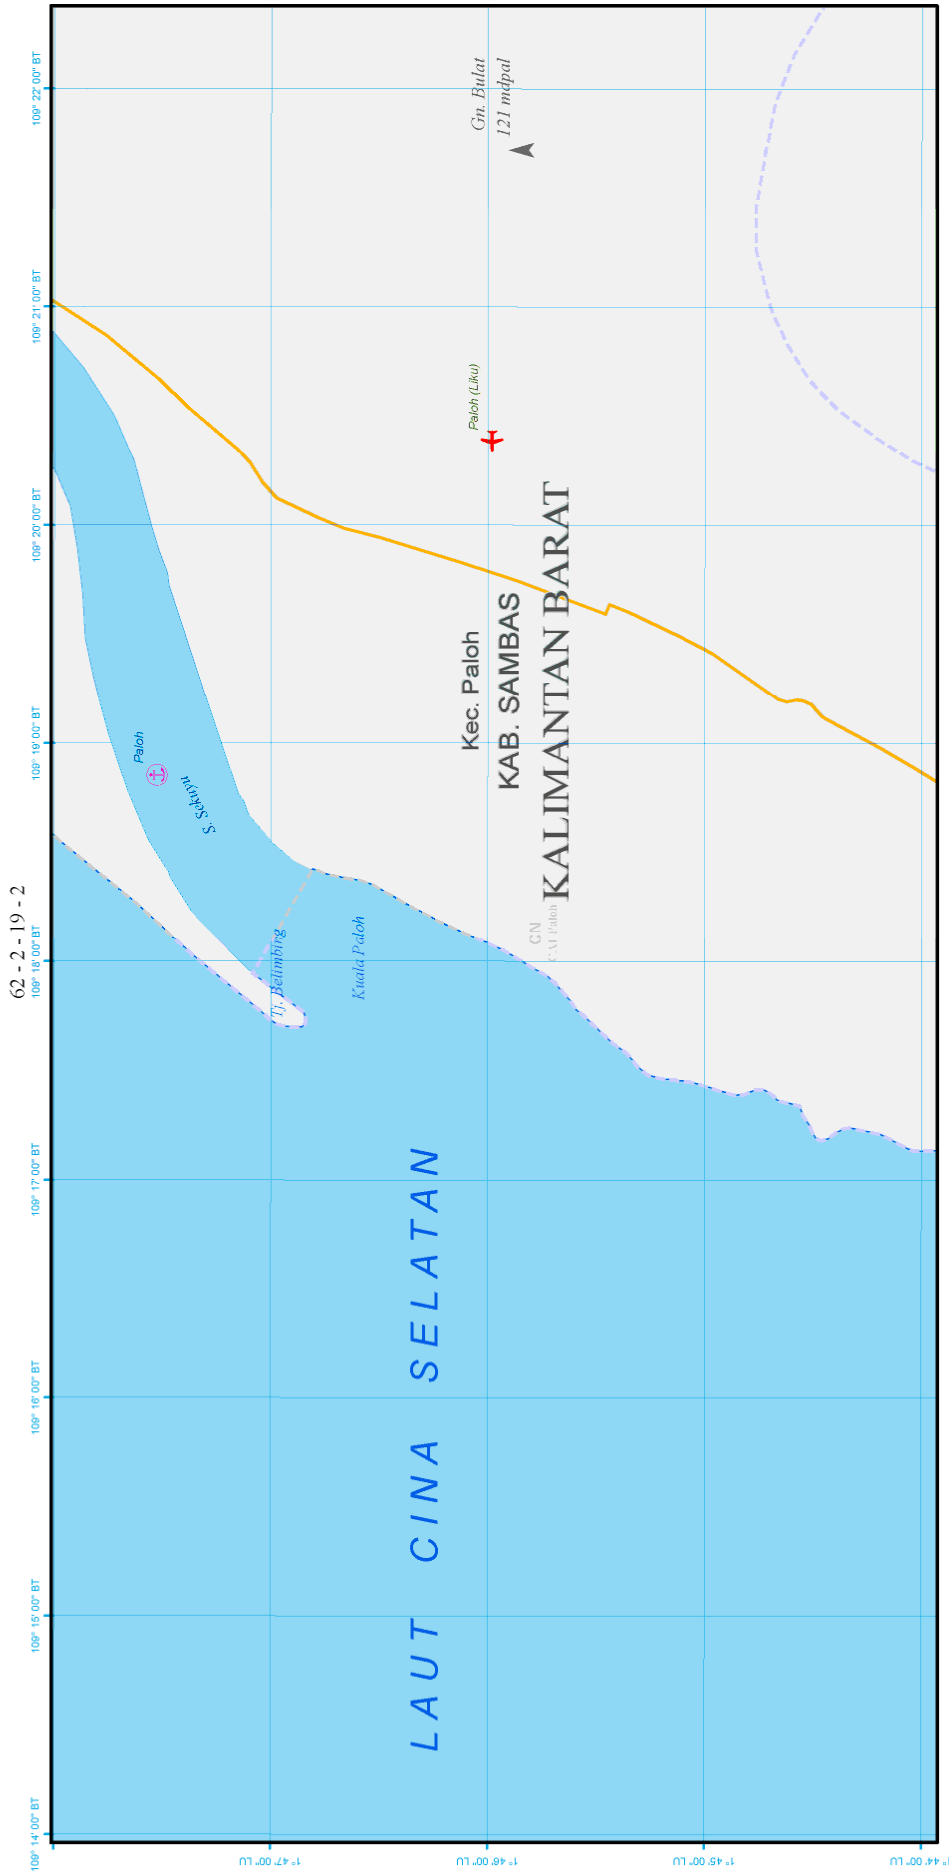 62 - 2 - 19 - 2
109° 14' 00" BT
109° 15' 00" BT
109° 16' 00" BT
109° 17' 00" BT
109° 18' 00" BT
109° 19' 00" BT
109° 20' 00" BT
109° 21' 00" BT
109° 22' 00" BT
Paloh
S. Sekuyu
Tj. Belimbing
Kuala Paloh
LAUT CINA SELATAN
Kec. Paloh
KAB. SAMBAS
KALIMANTAN BARAT
CN
CAI Paloh
Paloh (Liku)
Gn. Bulat
121 mdpal
1° 47' 00" LU
1° 46' 00" LU
1° 45' 00" LU
1° 44' 00" LU